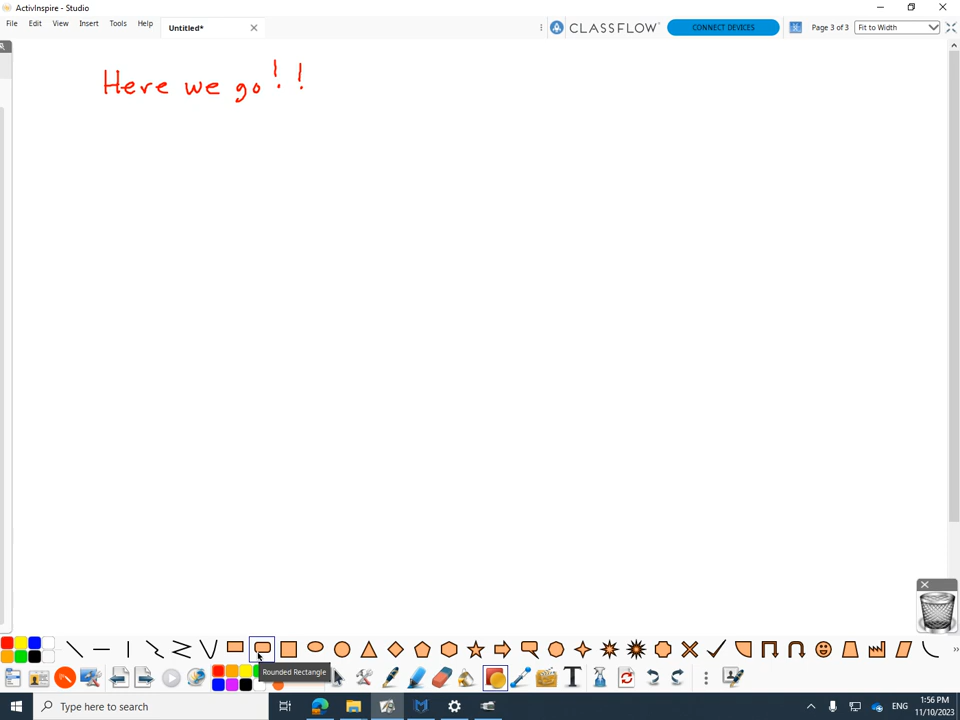 ActivInspire - Studio
File Edit View Insert Tools Help Untitled* CLASSFLOW CONNECT DEVICES Page 3 of 3 Fit to Width
Here we go!!
Rounded Rectangle
Type here to search ENG 1:56 PM
11/10/2023